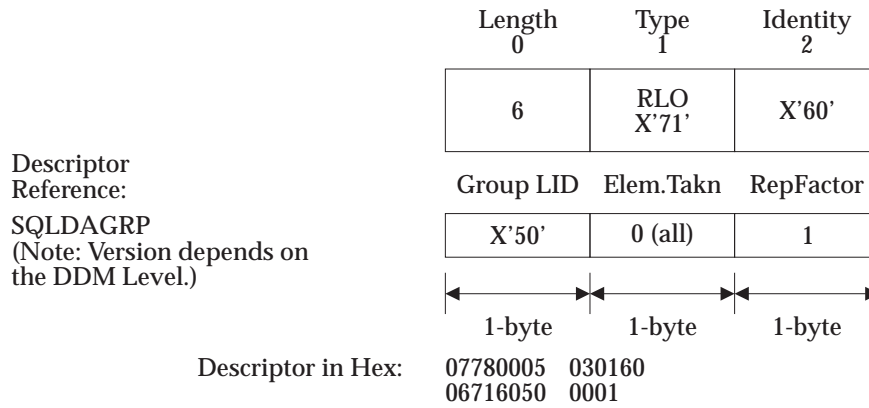 Length Type Identity
0 1 2
6 RLO X'60'
X'71'
Descriptor
Reference:
Group LID Elem.Takn RepFactor
SQLDAGRP
(Note: Version depends on
the DDM Level.)
X'50' 0 (all) 1
1-byte 1-byte 1-byte
Descriptor in Hex: 07780005 030160
06716050 0001